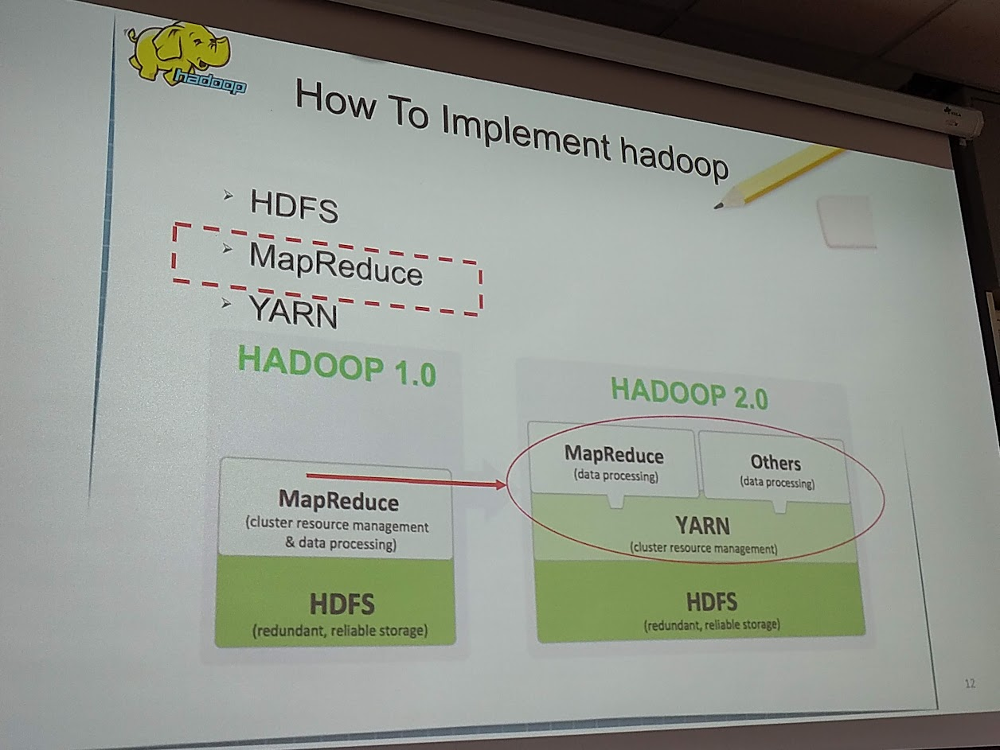 hadoop
How To Implement hadoop
➢ HDFS
➢ MapReduce
➢ YARN
HADOOP 1.0
MapReduce
(cluster resource management
& data processing)
HDFS
(redundant, reliable storage)
HADOOP 2.0
MapReduce
(data processing)
Others
(data processing)
YARN
(cluster resource management)
HDFS
(redundant, reliable storage)
12